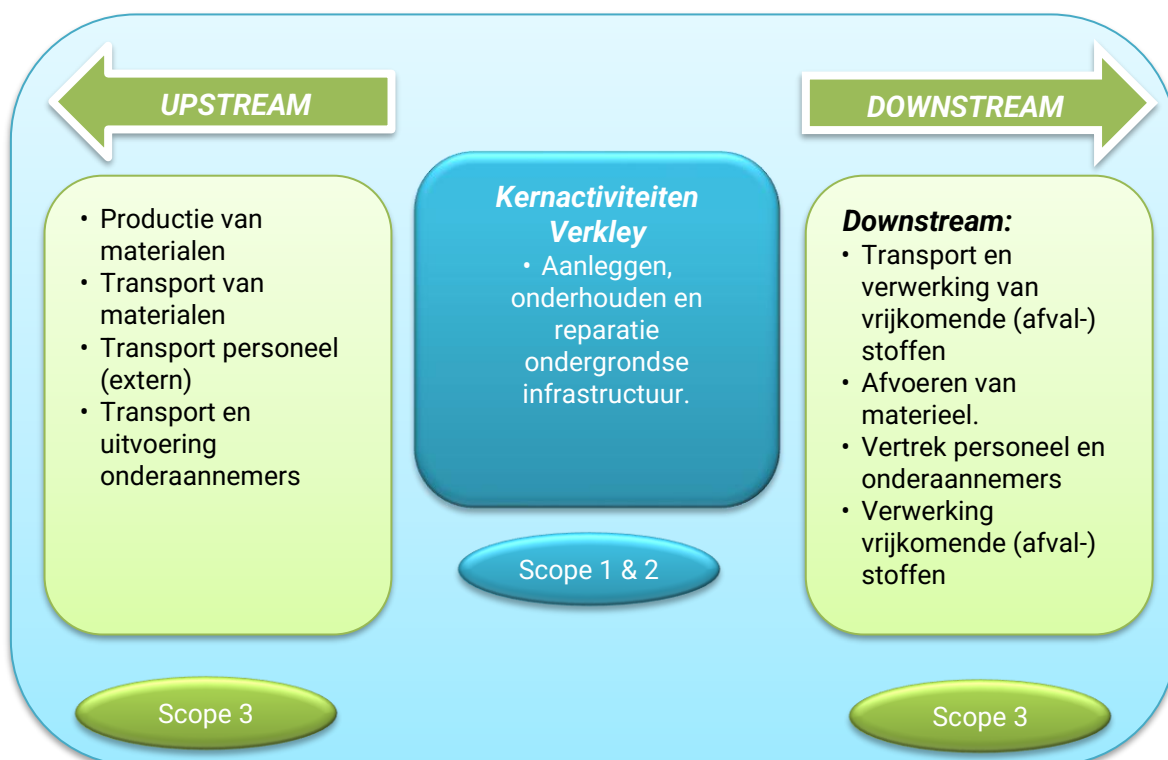 UPSTREAM
DOWNSTREAM
• Productie van
materialen
• Transport van
materialen
• Transport personeel
(extern)
• Transport en
uitvoering
onderaannemers
Kernactiviteiten
Verkley
• Aanleggen,
onderhouden en
reparatie
ondergrondse
infrastructuur.
Scope 1 & 2
Downstream:
• Transport en
verwerking van
vrijkomende (afval-)
stoffen
• Afvoeren van
materieel.
• Vertrek personeel en
onderaannemers
• Verwerking
vrijkomende (afval-)
stoffen
Scope 3
Scope 3